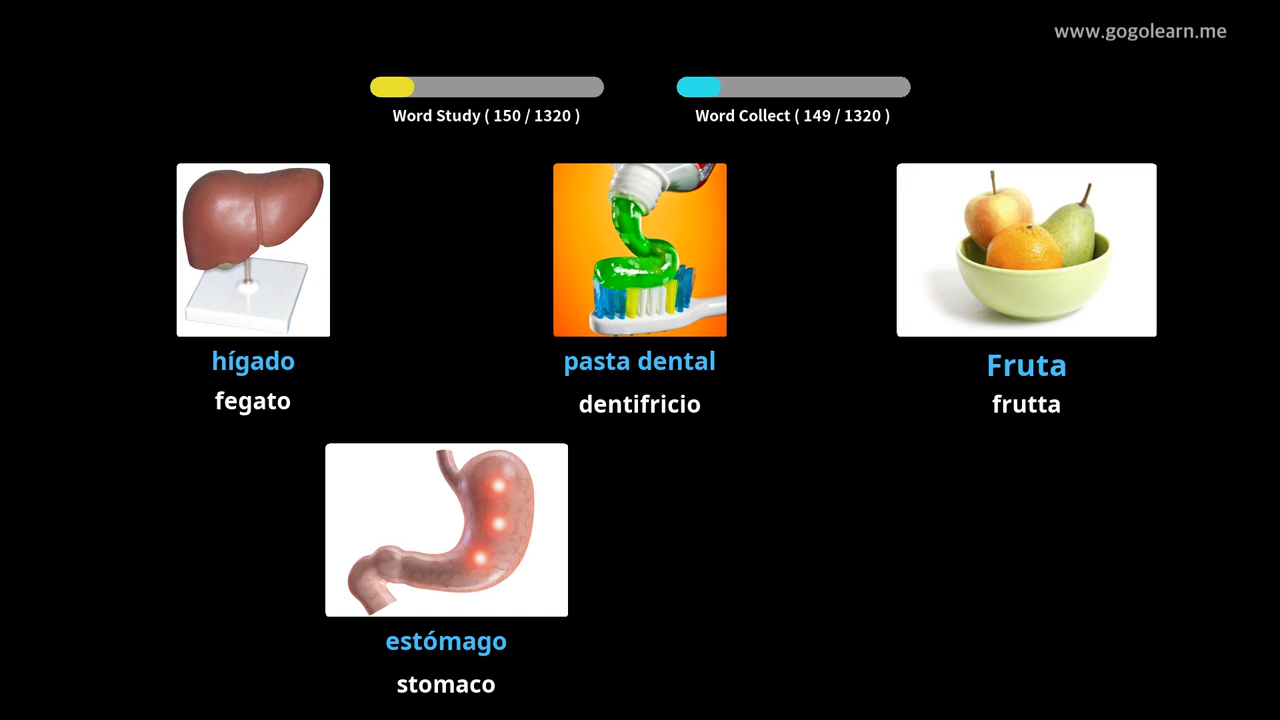 www.gogolearn.me
Word Study ( 150 / 1320 )
Word Collect ( 149 / 1320 )
hígado
fegato
pasta dental
dentifricio
Fruta
frutta
estómago
stomaco